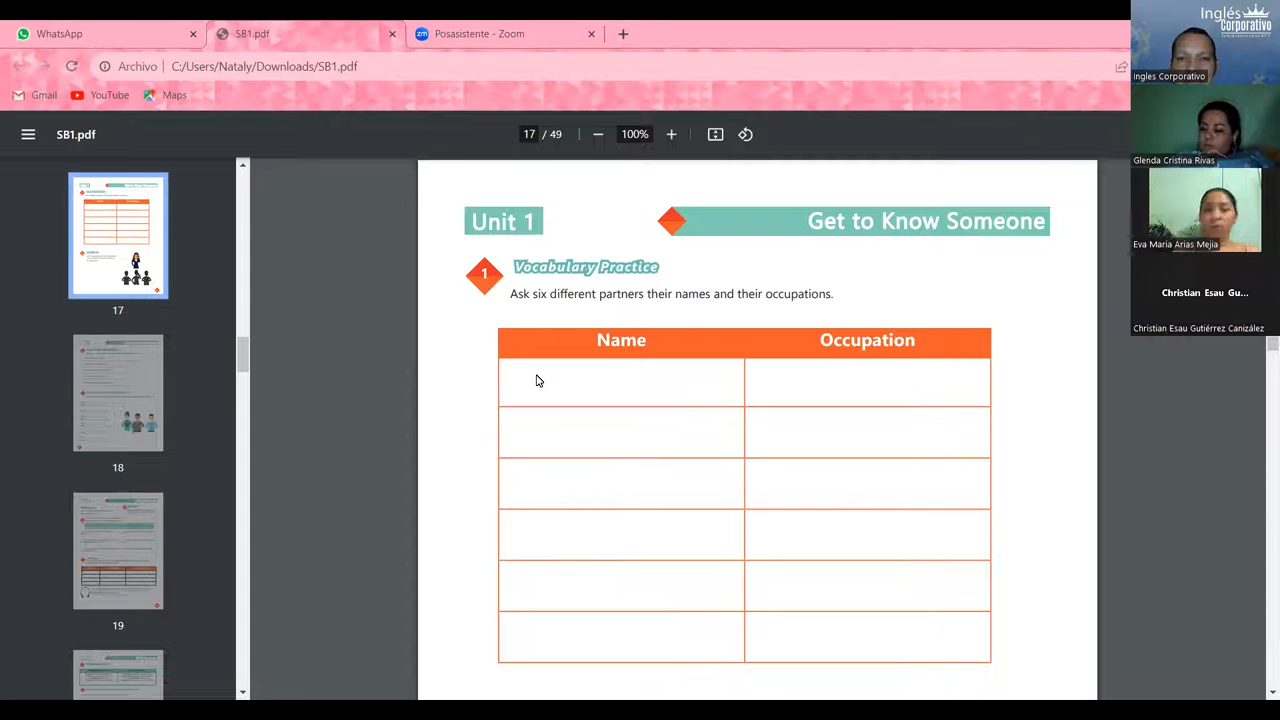 WhatsApp
SB1.pdf
Posasistente - Zoom
Archivo
C:/Users/Nataly/Downloads/SB1.pdf
Gmail
YouTube
Maps
SB1.pdf
17 / 49
100%
17
18
19
Unit 1
Get to Know Someone
1
Vocabulary Practice
Ask six different partners their names and their occupations.
Name
Occupation
Inglés
Corporativo
Ingles Corporativo
Glenda Cristina Rivas
Eva Maria Arias Mejia
Christian Esau Gu...
Christian Esau Gutiérrez Canizález